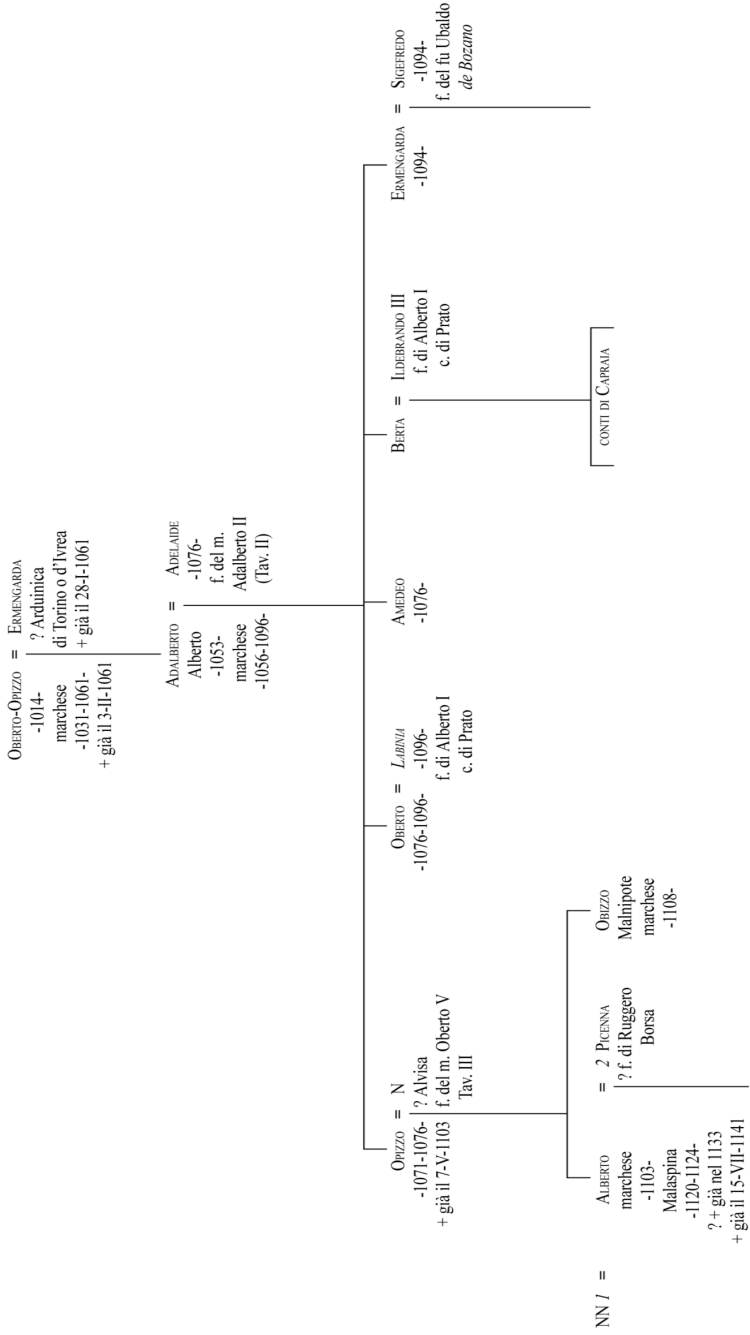 OBERTO-OPIZZO = ERMENGARDA
-1014-
marchese
-1031-1061-
+ già il 3-II-1061
? Arduinica
di Torino o d'Ivrea
+ già il 28-I-1061
ADALBERTO = ADELAIDE
Alberto
-1053-
marchese
-1056-1096-
-1076-
f. del m.
Adalberto II
(Tav. II)
OPIZZO = N
-1071-1076-
+ già il 7-V-1103
? Alvisa
f. del m. Oberto V
Tav. III
OBERTO = LABINIA
-1076-1096-
-1096-
f. di Alberto I
c. di Prato
AMEDEO
-1076-
BERTA = ILDEBRANDO III
f. di Alberto I
c. di Prato
ERMENGARDA = SIGEFREDO
-1094-
-1094-
f. del fu Ubaldo
de Bozano
NN 1 =
ALBERTO = 2 PICENNA
marchese
-1103-
Malaspina
-1120-1124-
? + già nel 1133
+ già il 15-VII-1141
? f. di Ruggero
Borsa
OBIZZO
Malnipote
marchese
-1108-
CONTI DI CAPRAIA